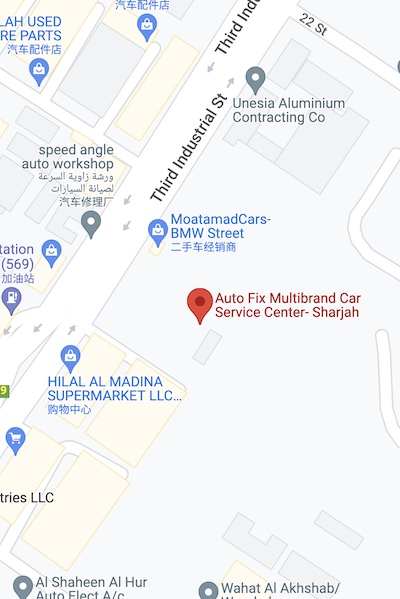 汽车配件店
LAH USED
RE PARTS
汽车配件店
Third Ind
22 St
Unesia Aluminium
Contracting Co
Third Industrial St
speed angle
auto workshop
ورشة زاوية السرعة
لصيانة السيارات
汽车修理厂
MoatamadCars-
BMW Street
二手车经销商
tation
(569)
加油站
Auto Fix Multibrand Car
Service Center- Sharjah
HILAL AL MADINA
SUPERMARKET LLC...
购物中心
9
tries LLC
Al Shaheen Al Hur
Auto Elect A/c
Wahat Al Akhshab/